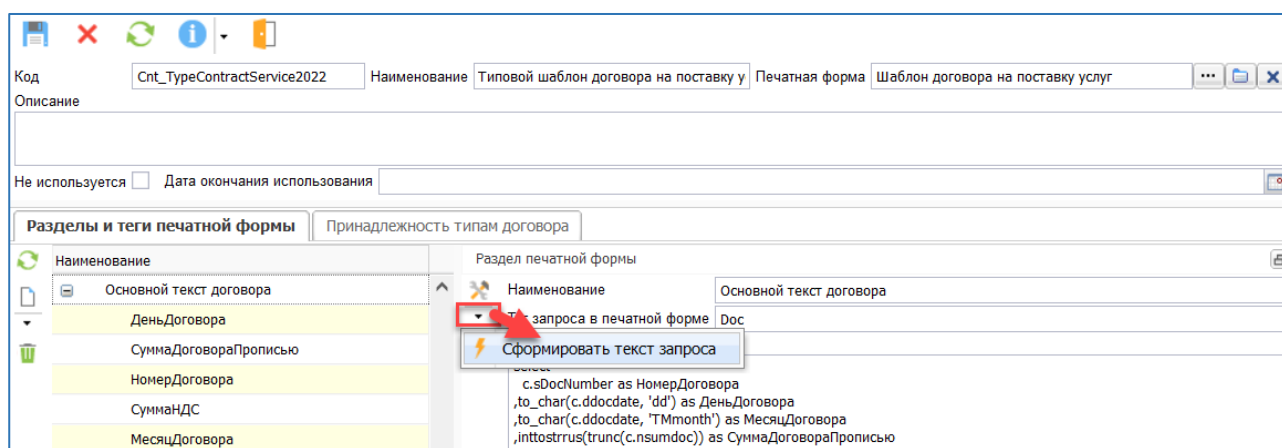 Код Cnt_TypeContractService2022 Наименование Типовой шаблон договора на поставку у Печатная форма Шаблон договора на поставку услуг ...
Описание
Не используется Дата окончания использования
Разделы и теги печатной формы Принадлежность типам договора
Наименование Раздел печатной формы
Основной текст договора Наименование Основной текст договора
ДеньДоговора запроса в печатной форме Doc
СуммаДоговораПрописью Сформировать текст запроса
select
НомерДоговора c.sDocNumber as НомерДоговора
,to_char(c.ddocdate, 'dd') as ДеньДоговора
СуммаНДС ,to_char(c.ddocdate, 'TMmonth') as МесяцДоговора
МесяцДоговора ,inttostrrus(trunc(c.nsumdoc)) as СуммаДоговораПрописью